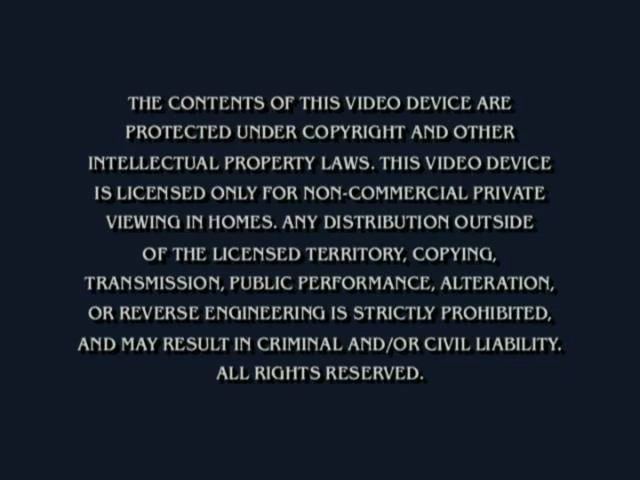 THE CONTENTS OF THIS VIDEO DEVICE ARE
PROTECTED UNDER COPYRIGHT AND OTHER
INTELLECTUAL PROPERTY LAWS. THIS VIDEO DEVICE
IS LICENSED ONLY FOR NON-COMMERCIAL PRIVATE
VIEWING IN HOMES. ANY DISTRIBUTION OUTSIDE
OF THE LICENSED TERRITORY, COPYING,
TRANSMISSION, PUBLIC PERFORMANCE, ALTERATION,
OR REVERSE ENGINEERING IS STRICTLY PROHIBITED,
AND MAY RESULT IN CRIMINAL AND/OR CIVIL LIABILITY.
ALL RIGHTS RESERVED.